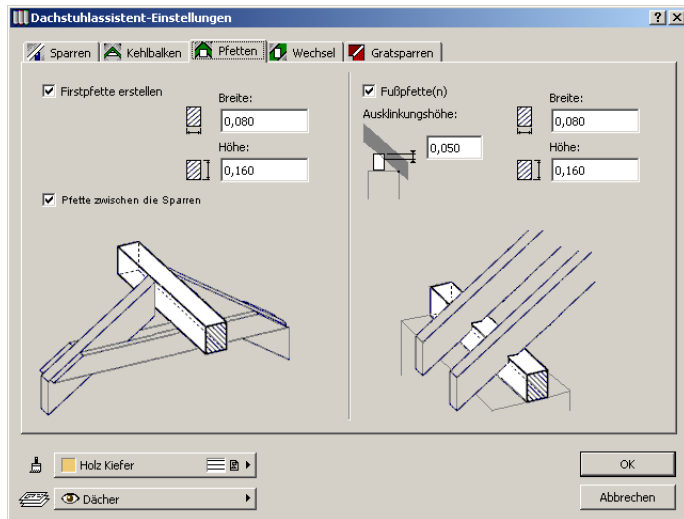 Dachstuhlassistent-Einstellungen
Sparren Kehlbalken Pfetten Wechsel Gratsparren
Firstpfette erstellen
Breite:
0,080
Höhe:
0,160
Pfette zwischen die Sparren
Fußpfette(n)
Ausklinkungshöhe:
0,050
Breite:
0,080
Höhe:
0,160
Holz Kiefer
Dächer
OK
Abbrechen